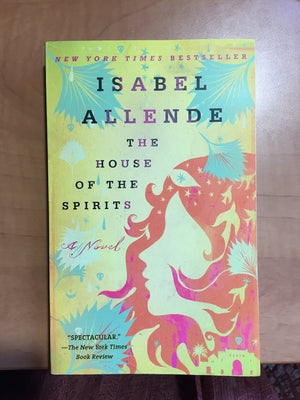 NEW YORK TIMES BESTSELLER
ISABEL
ALLENDE
THE
HOUSE
OF THE
SPIRITS
A Novel
"SPECTACULAR."
—The New York Times
Book Review